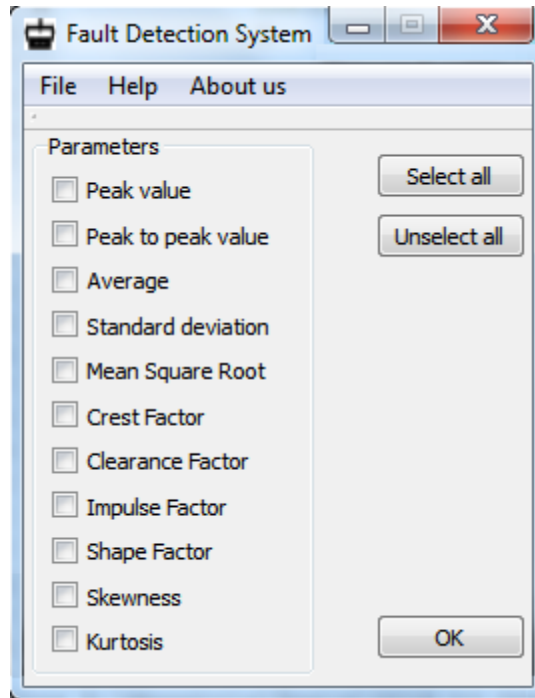 Fault Detection System
File Help About us
Parameters
Select all
Peak value
Peak to peak value
Unselect all
Average
Standard deviation
Mean Square Root
Crest Factor
Clearance Factor
Impulse Factor
Shape Factor
Skewness
Kurtosis
OK